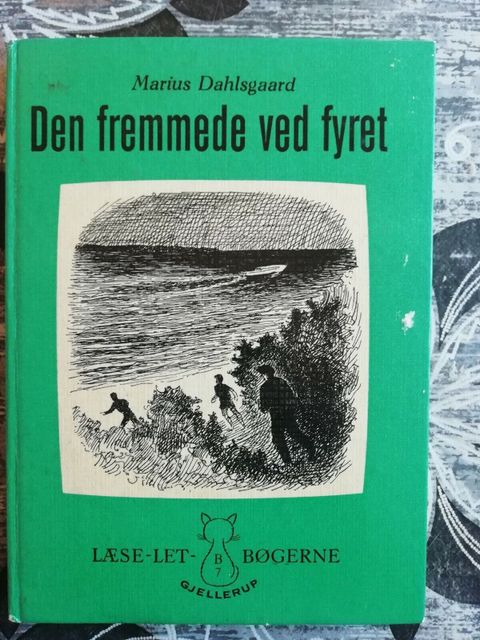 Marius Dahlsgaard
Den fremmede ved fyret
LÆSE-LET- BØGERNE
B
7
GJELLERUP